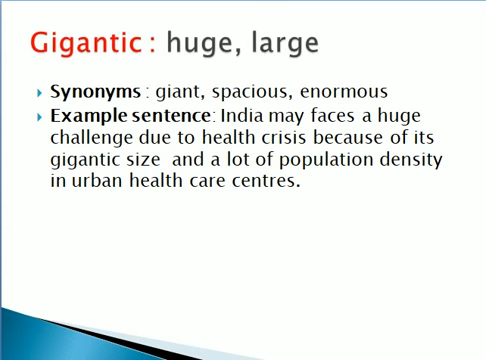 Gigantic : huge, large
Synonyms : giant, spacious, enormous
Example sentence: India may faces a huge
challenge due to health crisis because of its
gigantic size and a lot of population density
in urban health care centres.